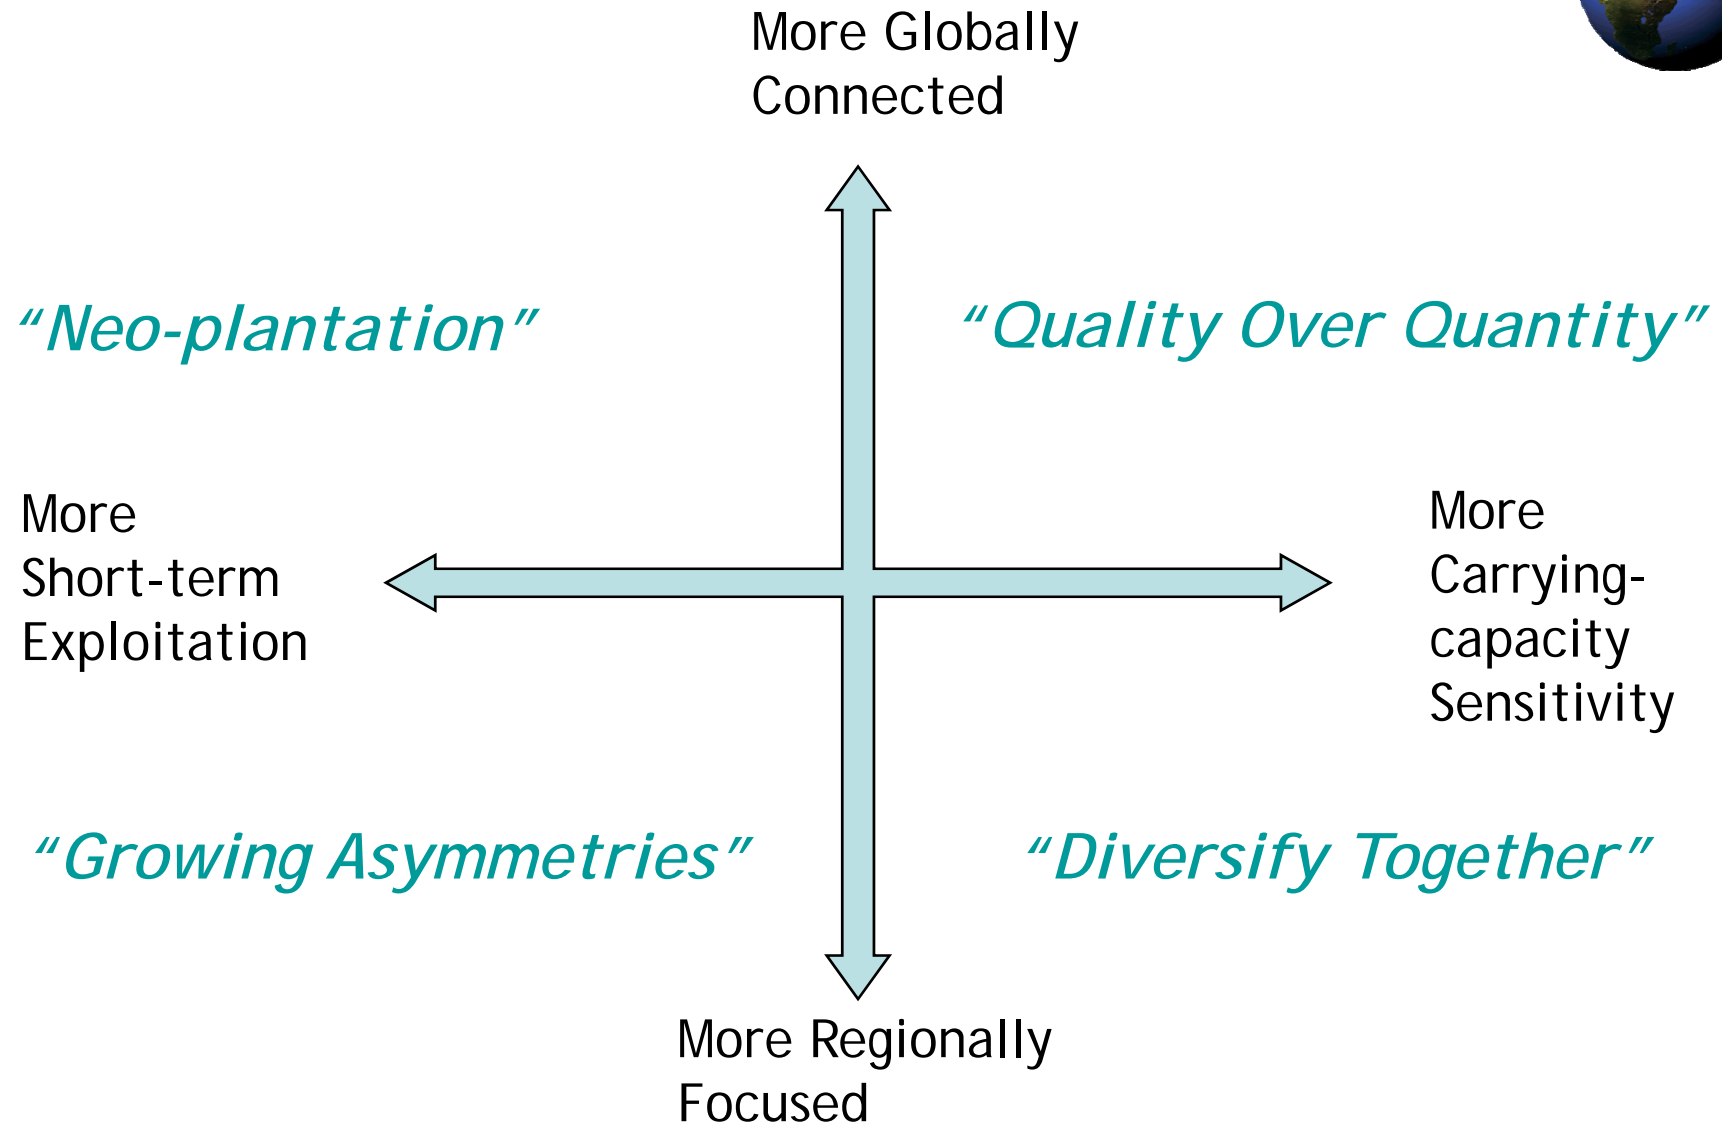 More Globally
Connected
“Neo-plantation”
“Quality Over Quantity”
More
Short-term
Exploitation
More
Carrying-
capacity
Sensitivity
“Growing Asymmetries”
“Diversify Together”
More Regionally
Focused